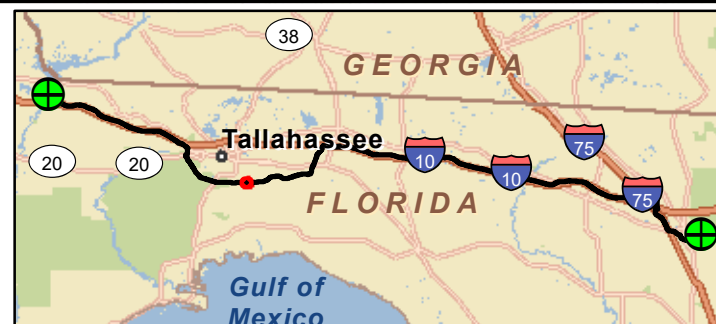 38
GEORGIA
Tallahassee
75
20
20
10
10
75
FLORIDA
Gulf of
Mexico